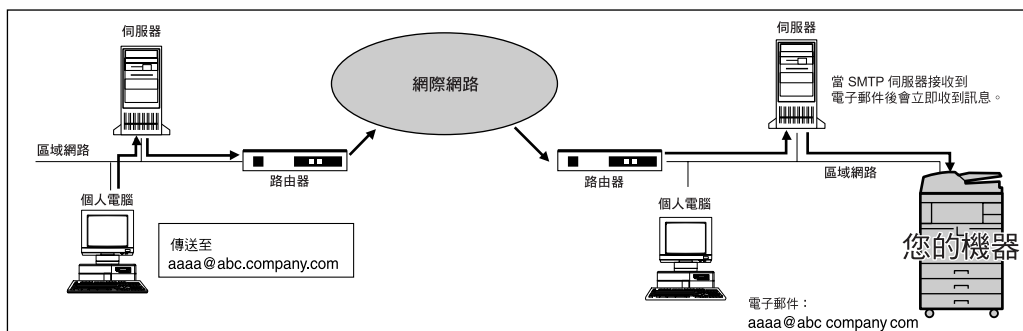 伺服器
網際網路
區域網路
路由器
個人電腦
傳送至
aaaa@abc.company.com
伺服器
當 SMTP 伺服器接收到
電子郵件後會立即收到訊息。
路由器
區域網路
個人電腦
您的機器
電子郵件：
aaaa@abc company com